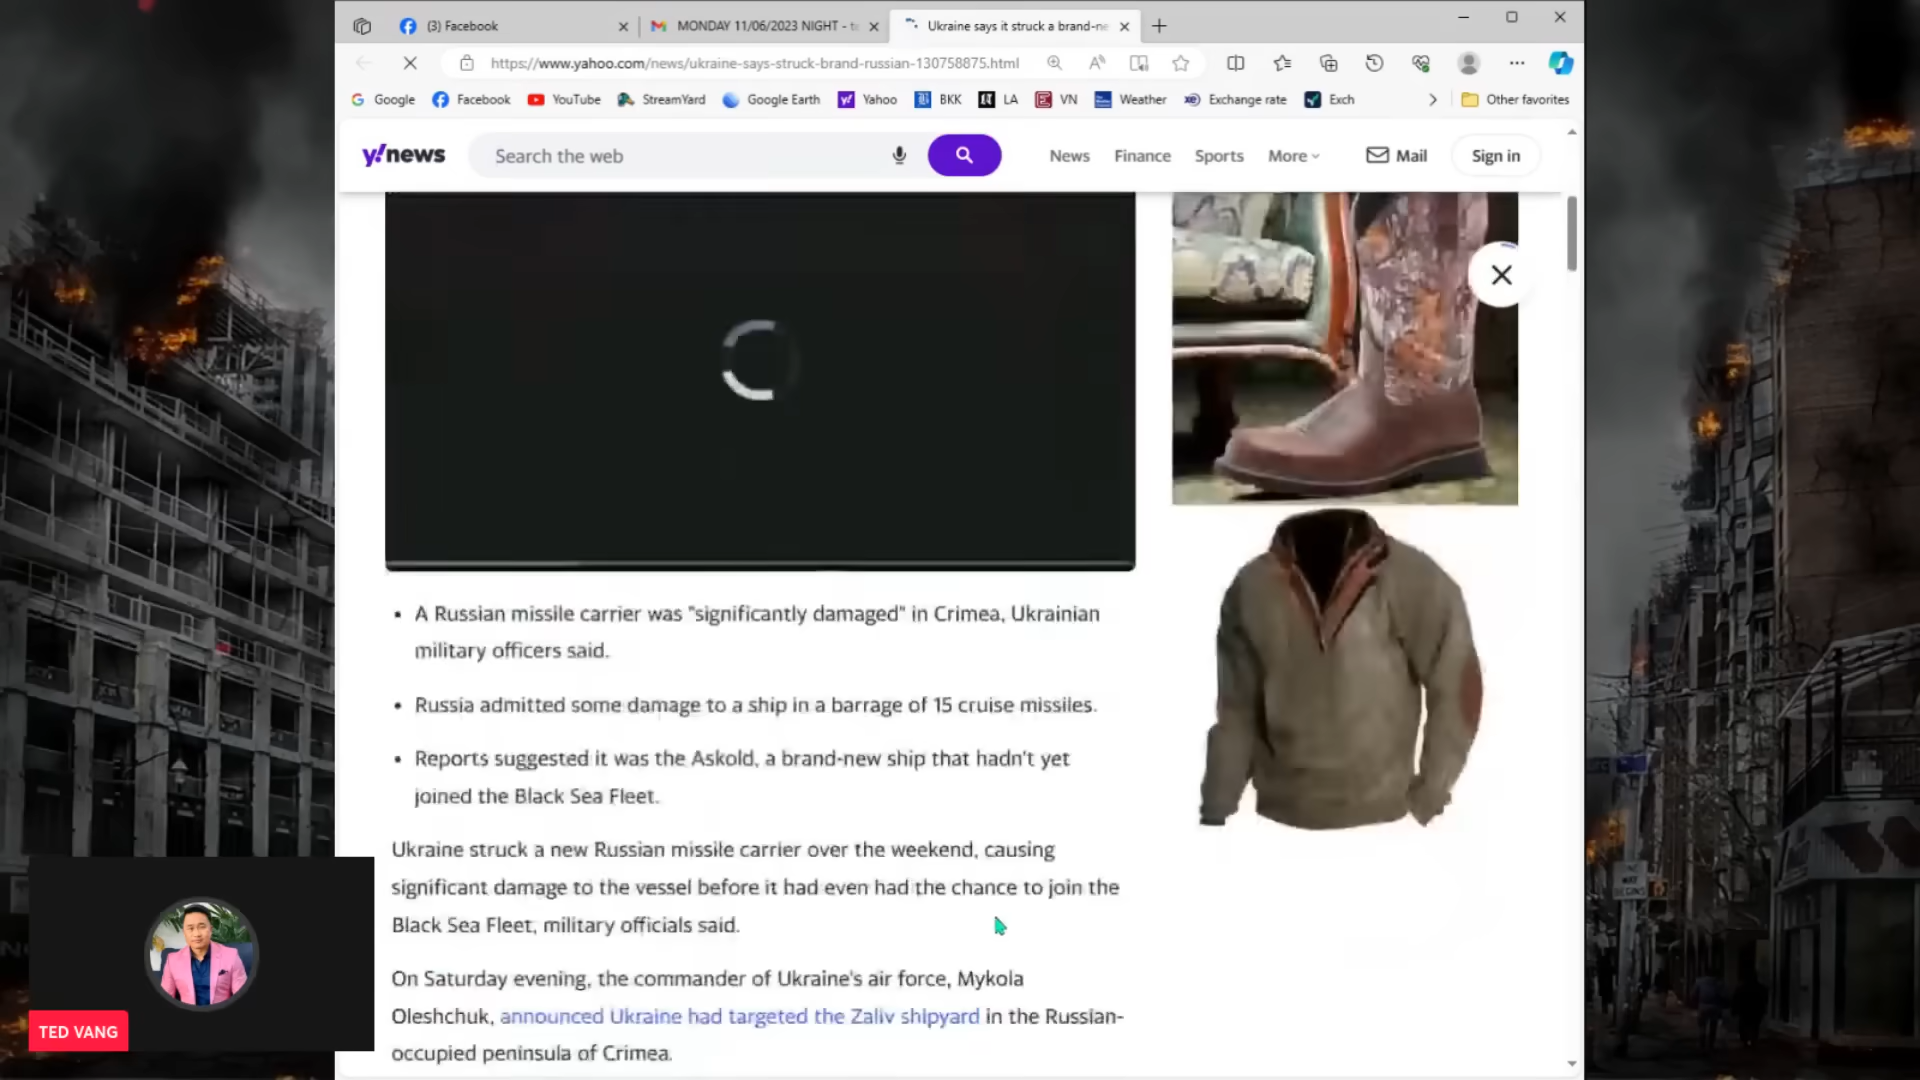 (3) Facebook
MONDAY 11/06/2023 NIGHT - t
Ukraine says it struck a brand-ne
https://www.yahoo.com/news/ukraine-says-struck-brand-russian-130758875.html
Google
Facebook
YouTube
StreamYard
Google Earth
Yahoo
BKK
LA
VN
Weather
Exchange rate
Exch
Other favorites
y!news
Search the web
News
Finance
Sports
More
Mail
Sign in
• A Russian missile carrier was "significantly damaged" in Crimea, Ukrainian
military officers said.
• Russia admitted some damage to a ship in a barrage of 15 cruise missiles.
• Reports suggested it was the Askold, a brand-new ship that hadn't yet
joined the Black Sea Fleet.
Ukraine struck a new Russian missile carrier over the weekend, causing
significant damage to the vessel before it had even had the chance to join the
Black Sea Fleet, military officials said.
On Saturday evening, the commander of Ukraine's air force, Mykola
Oleshchuk, announced Ukraine had targeted the Zaliv shipyard in the Russian-
occupied peninsula of Crimea.
TED VANG